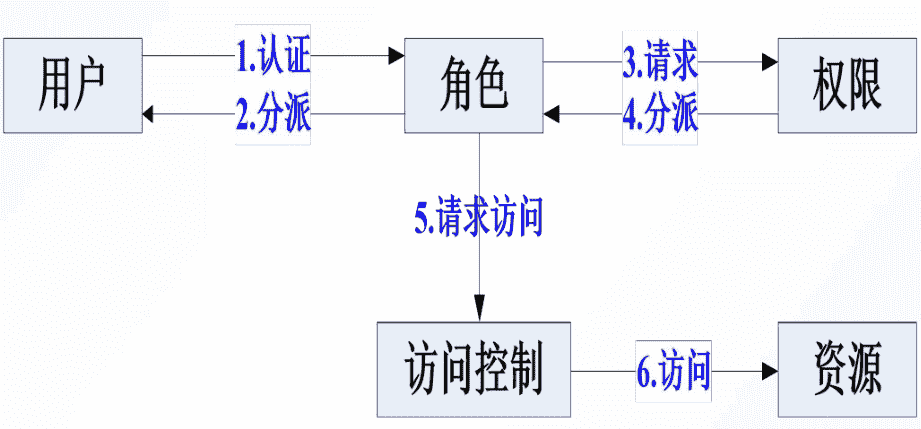 用户
1.认证
2.分派
角色
3.请求
4.分派
权限
5.请求访问
访问控制
6.访问
资源